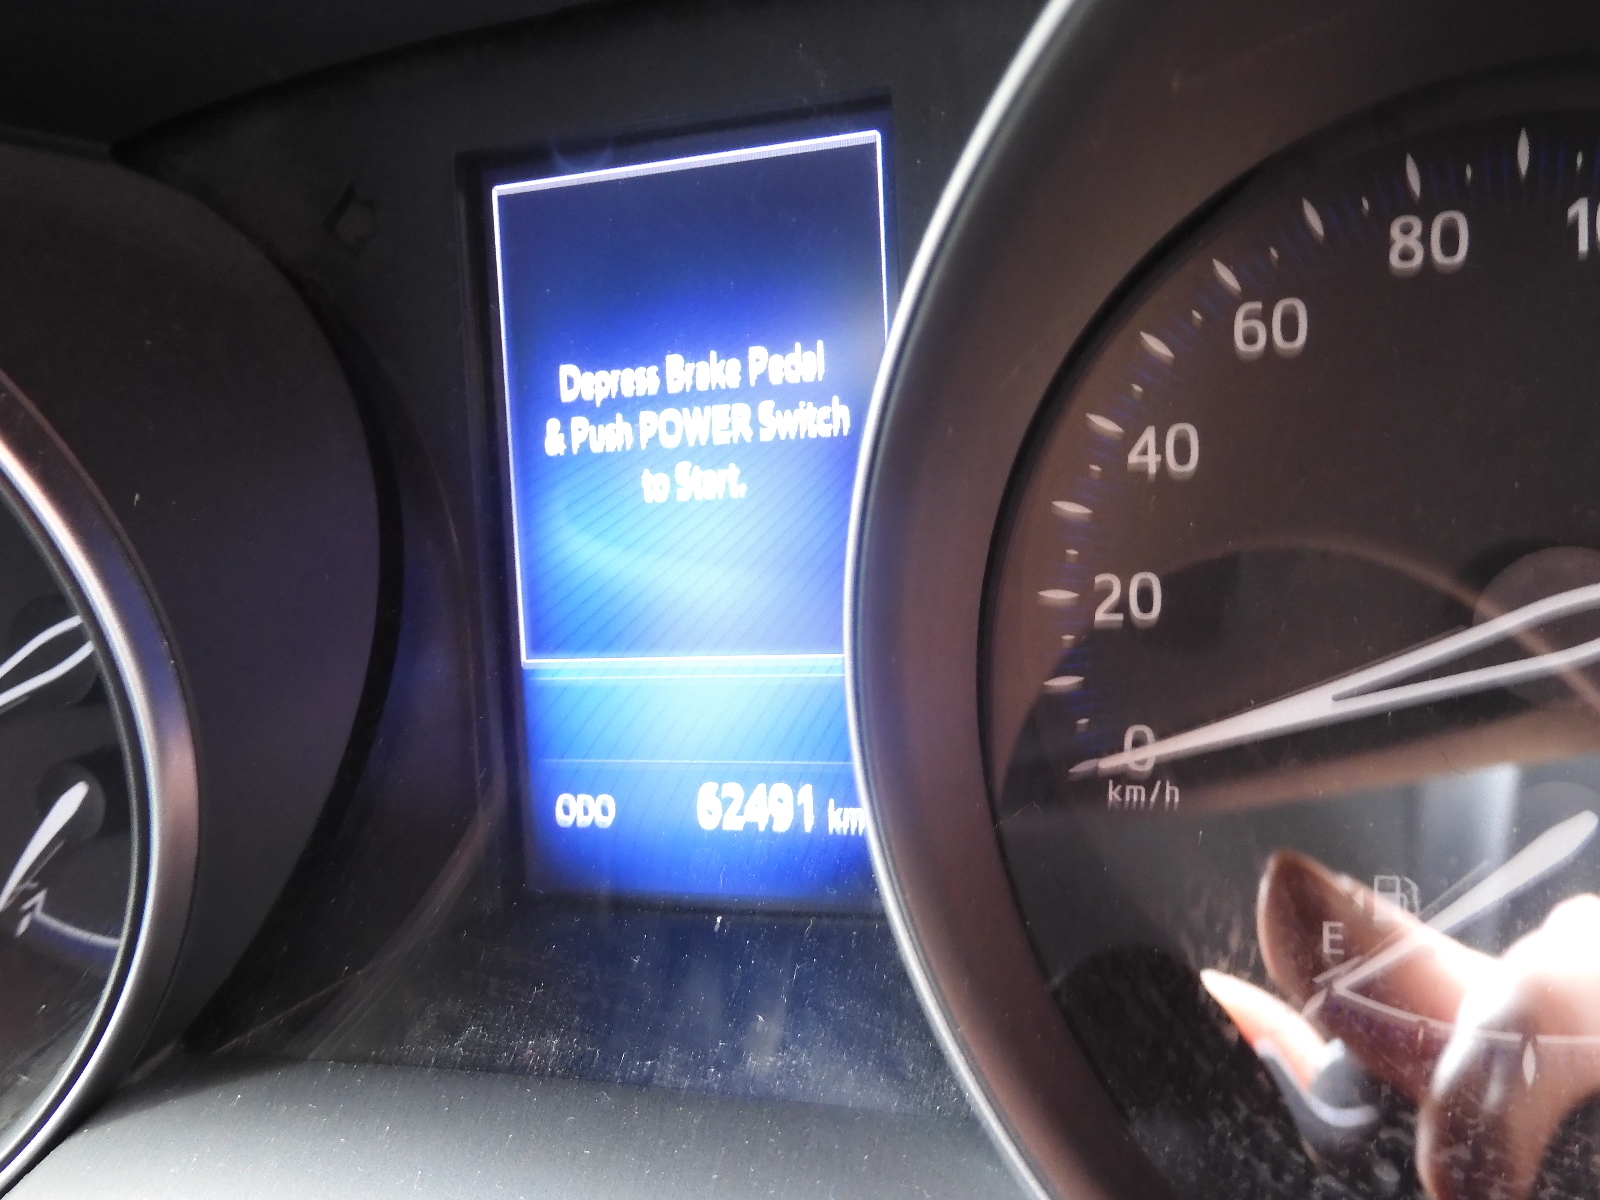 Depress Brake Pedal
& Push POWER Switch
to Start.
ODO 62491 km
80
60
40
20
0
km/h
E